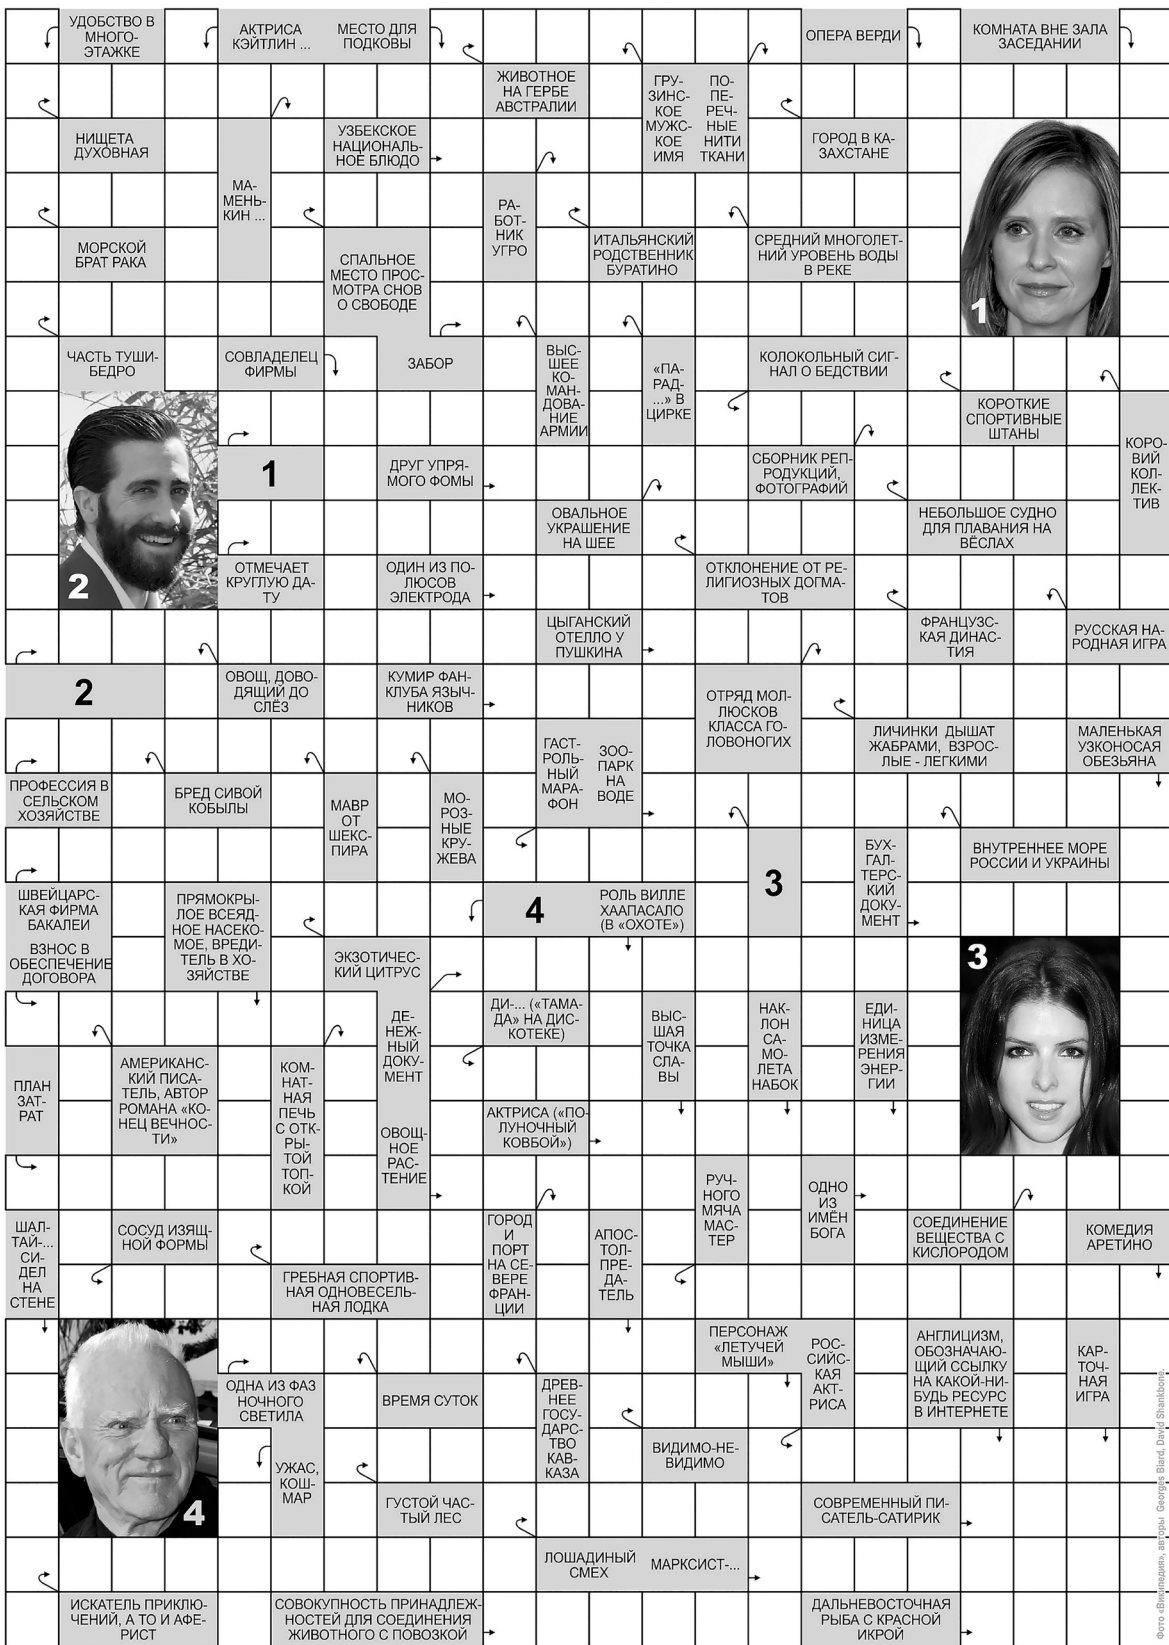 УДОБСТВО В
МНОГО-
ЭТАЖКЕ
АКТРИСА
КЭЙТЛИН ...
МЕСТО ДЛЯ
ПОДКОВЫ
ОПЕРА ВЕРДИ
КОМНАТА ВНЕ ЗАЛА
ЗАСЕДАНИИ
ЖИВОТНОЕ
НА ГЕРБЕ
АВСТРАЛИИ
ГРУ-
ЗИНС-
КОЕ
МУЖС-
КОЕ
ИМЯ
ПО-
ПЕ-
РЕЧ-
НЫЕ
НИТИ
ТКАНИ
НИЩЕТА
ДУХОВНАЯ
УЗБЕКСКОЕ
НАЦИОНАЛЬ-
НОЕ БЛЮДО
ГОРОД В КА-
ЗАХСТАНЕ
МА-
МЕНЬ-
КИН ...
РА-
БОТ-
НИК
УГРО
МОРСКОЙ
БРАТ РАКА
СПАЛЬНОЕ
МЕСТО ПРОС-
МОТРА СНОВ
О СВОБОДЕ
ИТАЛЬЯНСКИЙ
РОДСТВЕННИК
БУРАТИНО
СРЕДНИЙ МНОГОЛЕТ-
НИЙ УРОВЕНЬ ВОДЫ
В РЕКЕ
1
ЧАСТЬ ТУШИ-
БЕДРО
СОВЛАДЕЛЕЦ
ФИРМЫ
ЗАБОР
ВЫС-
ШЕЕ
КО-
МАН-
ДОВА-
НИЕ
АРМИИ
«ПА-
РАД-
...» В
ЦИРКЕ
КОЛОКОЛЬНЫЙ СИГ-
НАЛ О БЕДСТВИИ
КОРОТКИЕ
СПОРТИВНЫЕ
ШТАНЫ
КОРО-
ВИЙ
КОЛ-
ЛЕК-
ТИВ
1
ДРУГ УПРЯ-
МОГО ФОМЫ
СБОРНИК РЕП-
РОДУКЦИЙ,
ФОТОГРАФИЙ
ОВАЛЬНОЕ
УКРАШЕНИЕ
НА ШЕЕ
НЕБОЛЬШОЕ СУДНО
ДЛЯ ПЛАВАНИЯ НА
ВЁСЛАХ
2
ОТМЕЧАЕТ
КРУГЛУЮ ДА-
ТУ
ОДИН ИЗ ПО-
ЛЮСОВ
ЭЛЕКТРОДА
ОТКЛОНЕНИЕ ОТ РЕ-
ЛИГИОЗНЫХ ДОГМА-
ТОВ
ЦЫГАНСКИЙ
ОТЕЛЛО У
ПУШКИНА
ФРАНЦУЗС-
КАЯ ДИНАС-
ТИЯ
РУССКАЯ НА-
РОДНАЯ ИГРА
2
ОВОЩ, ДОВО-
ДЯЩИЙ ДО
СЛЁЗ
КУМИР ФАН-
КЛУБА ЯЗЫЧ-
НИКОВ
ОТРЯД МОЛ-
ЛЮСКОВ
КЛАССА ГО-
ЛОВОНОГИХ
ГАСТ-
РОЛЬ-
НЫЙ
МАРА-
ФОН
ЗОО-
ПАРК
НА
ВОДЕ
ЛИЧИНКИ ДЫШАТ
ЖАБРАМИ, ВЗРОС-
ЛЫЕ - ЛЕГКИМИ
МАЛЕНЬКАЯ
УЗКОНОСАЯ
ОБЕЗЬЯНА
ПРОФЕССИЯ В
СЕЛЬСКОМ
ХОЗЯЙСТВЕ
БРЕД СИВОЙ
КОБЫЛЫ
МАВР
ОТ
ШЕКС-
ПИРА
МО-
РОЗ-
НЫЕ
КРУ-
ЖЕВА
3
БУХ-
ГАЛ-
ТЕРС-
КИЙ
ДОКУ-
МЕНТ
ВНУТРЕННЕЕ МОРЕ
РОССИИ И УКРАИНЫ
ШВЕЙЦАРС-
КАЯ ФИРМА
БАКАЛЕИ
ВЗНОС В
ОБЕСПЕЧЕНИЕ
ДОГОВОРА
ПРЯМОКРЫ-
ЛОЕ ВСЕЯД-
НОЕ НАСЕКО-
МОЕ, ВРЕДИ-
ТЕЛЬ В ХО-
ЗЯЙСТВЕ
4
РОЛЬ ВИЛЛЕ
ХААПАСАЛО
(В «ОХОТЕ»)
ЭКЗОТИЧЕС-
КИЙ ЦИТРУС
3
ДЕ-
НЕЖ-
НЫЙ
ДОКУ-
МЕНТ
ДИ-... («ТАМА-
ДА» НА ДИС-
КОТЕКЕ)
ВЫС-
ШАЯ
ТОЧКА
СЛА-
ВЫ
НАК-
ЛОН
СА-
МО-
ЛЕТА
НАБОК
ЕДИ-
НИЦА
ИЗМЕ-
РЕНИЯ
ЭНЕР-
ГИИ
ПЛАН
ЗАТ-
РАТ
АМЕРИКАНС-
КИЙ ПИСА-
ТЕЛЬ, АВТОР
РОМАНА «КО-
НЕЦ ВЕЧНОС-
ТИ»
КОМ-
НАТ-
НАЯ
ПЕЧЬ
С ОТК-
РЫ-
ТОЙ
ТОП-
КОЙ
ОВОЩ-
НОЕ
РАС-
ТЕНИЕ
АКТРИСА («ПО-
ЛУНОЧНЫЙ
КОВБОЙ»)
РУЧ-
НОГО
МЯЧА
МАС-
ТЕР
ОДНО
ИЗ
ИМЁН
БОГА
ШАЛ-
ТАЙ-...
СИ-
ДЕЛ
НА
СТЕНЕ
СОСУД ИЗЯЩ-
НОЙ ФОРМЫ
ГОРОД
И
ПОРТ
НА СЕ-
ВЕРЕ
ФРАН-
ЦИИ
АПОС-
ТОЛ-
ПРЕ-
ДА-
ТЕЛЬ
СОЕДИНЕНИЕ
ВЕЩЕСТВА С
КИСЛОРОДОМ
КОМЕДИЯ
АРЕТИНО
ГРЕБНАЯ СПОРТИВ-
НАЯ ОДНОВЕСЕЛЬ-
НАЯ ЛОДКА
ПЕРСОНАЖ
«ЛЕТУЧЕЙ
МЫШИ»
РОС-
СИЙС-
КАЯ
АКТ-
РИСА
АНГЛИЦИЗМ,
ОБОЗНАЧАЮ-
ЩИЙ ССЫЛКУ
НА КАКОЙ-НИ-
БУДЬ РЕСУРС
В ИНТЕРНЕТЕ
КАР-
ТОЧ-
НАЯ
ИГРА
ОДНА ИЗ ФАЗ
НОЧНОГО
СВЕТИЛА
ВРЕМЯ СУТОК
ДРЕВ-
НЕЕ
ГОСУ-
ДАРС-
ТВО
КАВ-
КАЗА
ВИДИМО-НЕ-
ВИДИМО
УЖАС,
КОШ-
МАР
4
ГУСТОЙ ЧАС-
ТЫЙ ЛЕС
СОВРЕМЕННЫЙ ПИ-
САТЕЛЬ-САТИРИК
ЛОШАДИНЫЙ
СМЕХ
МАРКСИСТ-...
ИСКАТЕЛЬ ПРИКЛЮ-
ЧЕНИЙ, А ТО И АФЕ-
РИСТ
СОВОКУПНОСТЬ ПРИНАДЛЕЖ-
НОСТЕЙ ДЛЯ СОЕДИНЕНИЯ
ЖИВОТНОГО С ПОВОЗКОЙ
ДАЛЬНЕВОСТОЧНАЯ
РЫБА С КРАСНОЙ
ИКРОЙ
Фото «Википедия», авторы Georges Biard, David Shankbone.